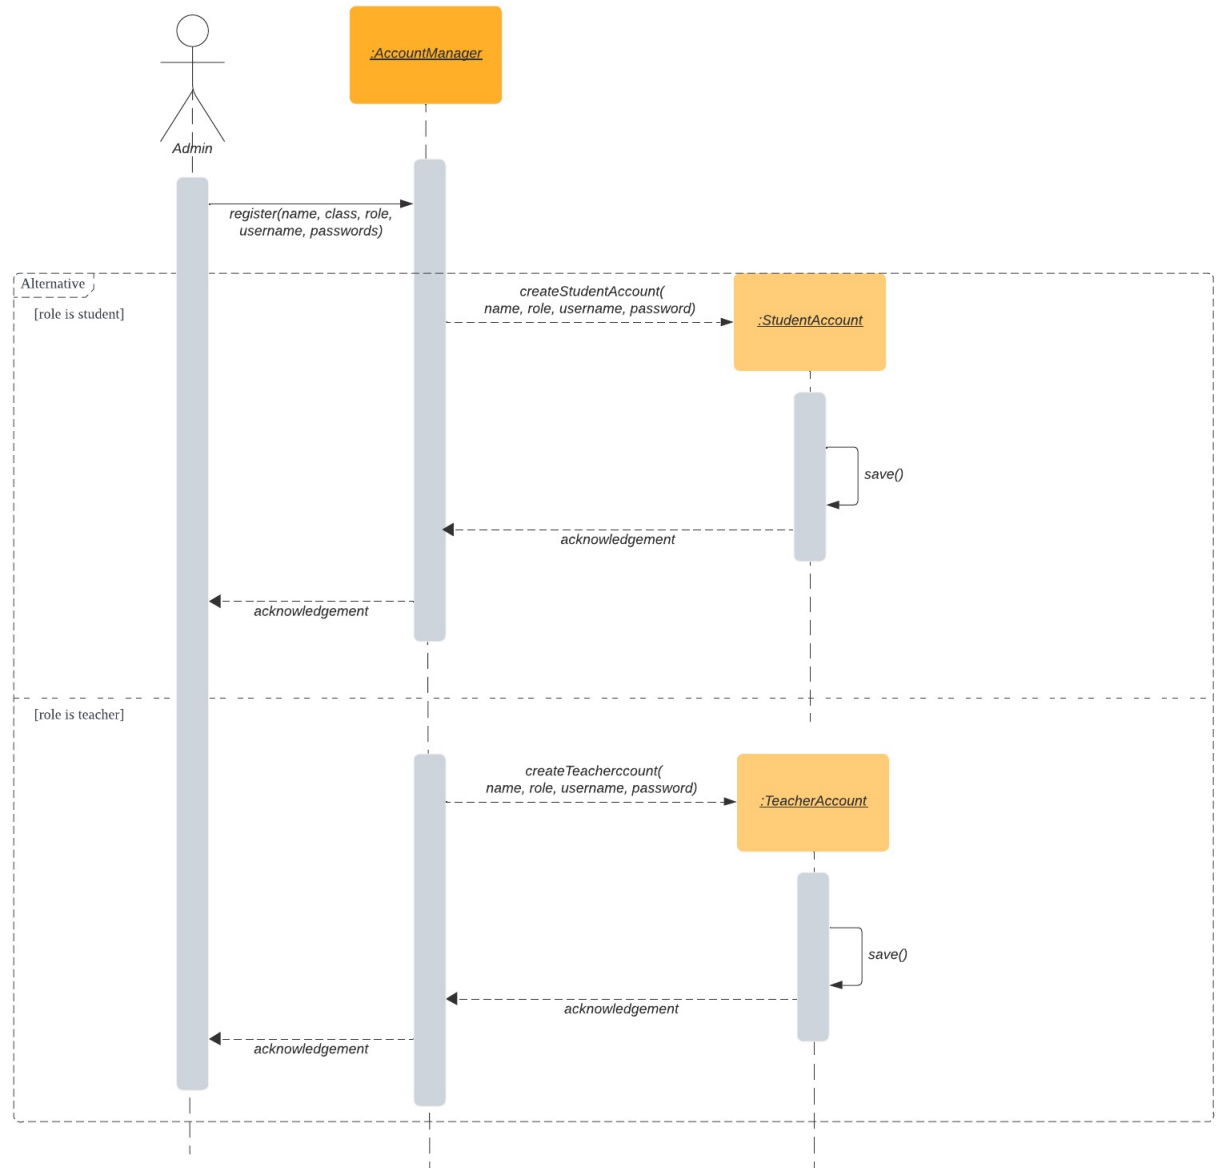 :AccountManager
Admin
register(name, class, role,
username, passwords)
Alternative
[role is student]
createStudentAccount(
name, role, username, password)
:StudentAccount
save()
acknowledgement
acknowledgement
[role is teacher]
createTeacherccount(
name, role, username, password)
:TeacherAccount
save()
acknowledgement
acknowledgement